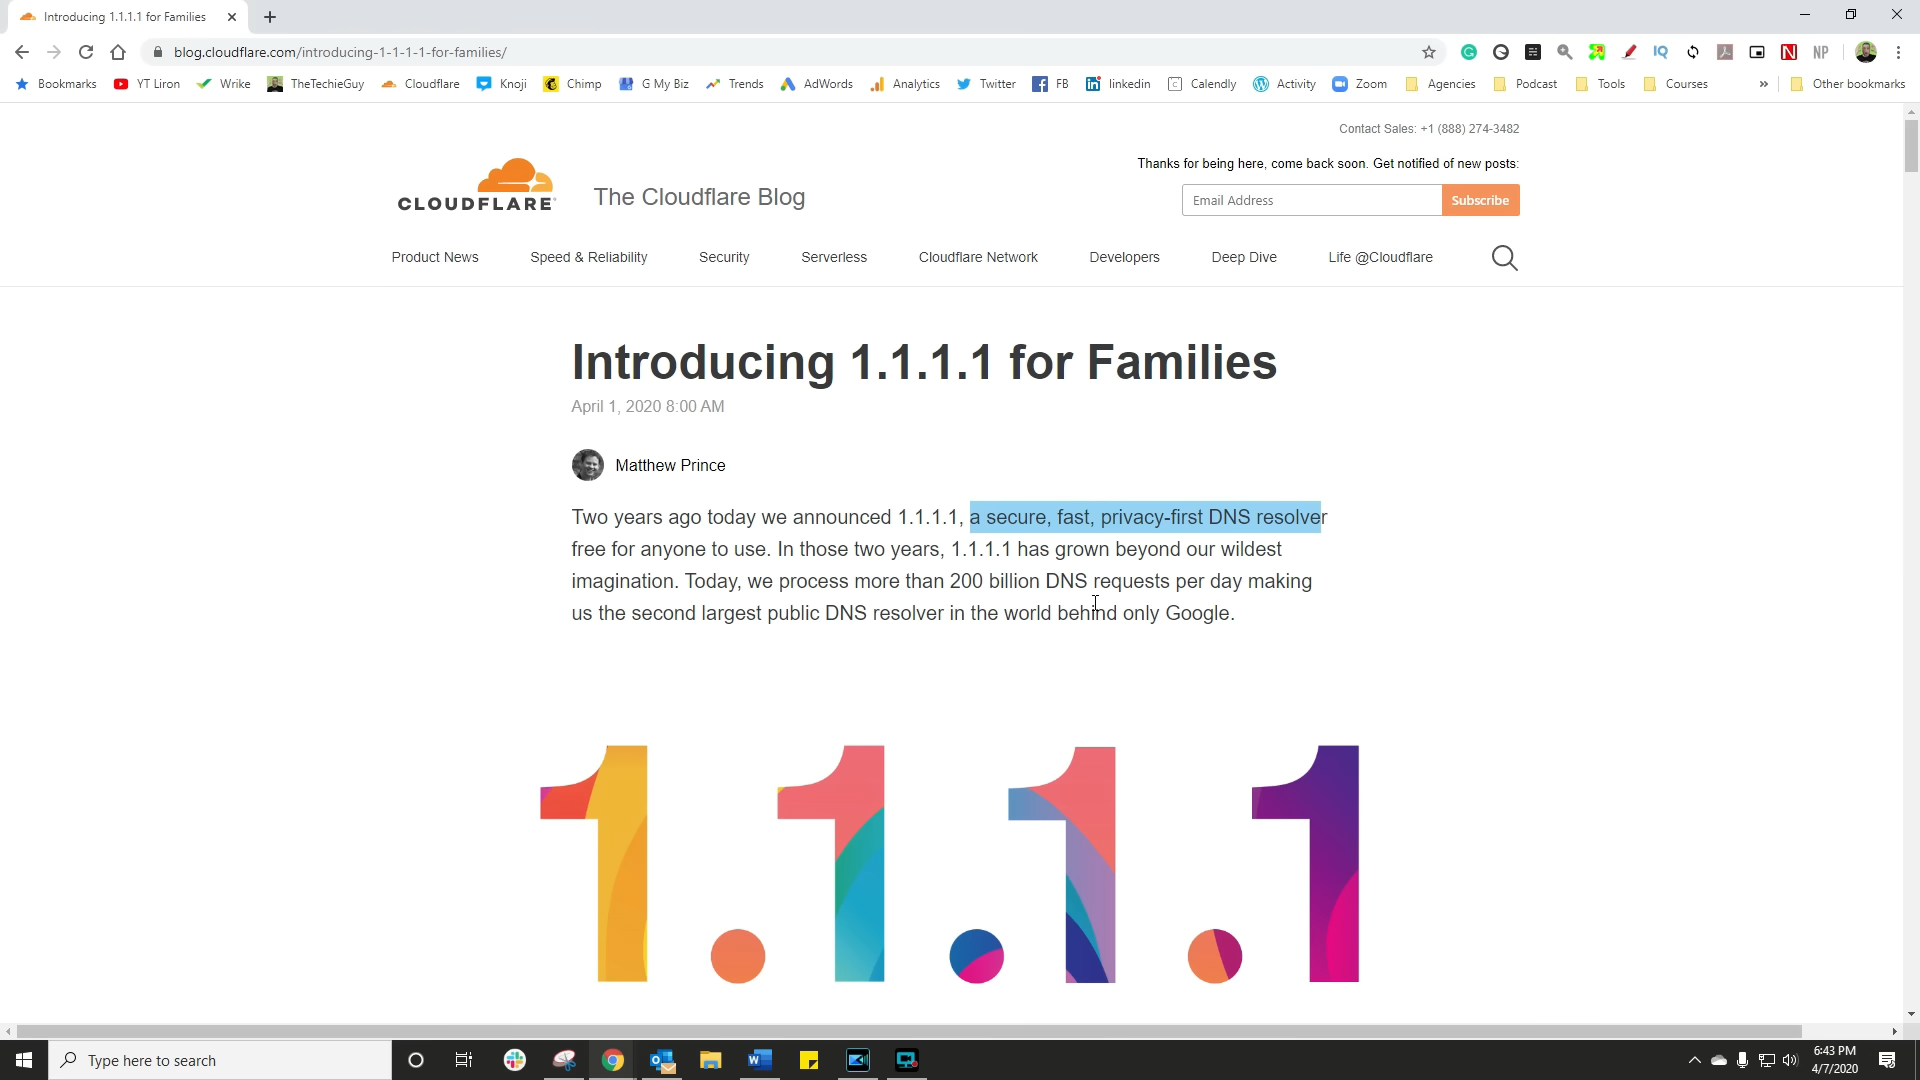 Introducing 1.1.1.1 for Families
blog.cloudflare.com/introducing-1-1-1-1-for-families/
IQ
NP
Bookmarks YT Liron Wrike TheTechieGuy Cloudflare Knoji Chimp G My Biz Trends AdWords Analytics Twitter FB linkedin Calendly Activity Zoom Agencies Podcast Tools Courses » Other bookmarks
Contact Sales: +1 (888) 274-3482
Thanks for being here, come back soon. Get notified of new posts:
CLOUDFLARE The Cloudflare Blog
Email Address Subscribe
Product News Speed & Reliability Security Serverless Cloudflare Network Developers Deep Dive Life @Cloudflare
Introducing 1.1.1.1 for Families
April 1, 2020 8:00 AM
Matthew Prince
Two years ago today we announced 1.1.1.1, a secure, fast, privacy-first DNS resolver
free for anyone to use. In those two years, 1.1.1.1 has grown beyond our wildest
imagination. Today, we process more than 200 billion DNS requests per day making
us the second largest public DNS resolver in the world behind only Google.
1.1.1.1
Type here to search
6:43 PM
4/7/2020